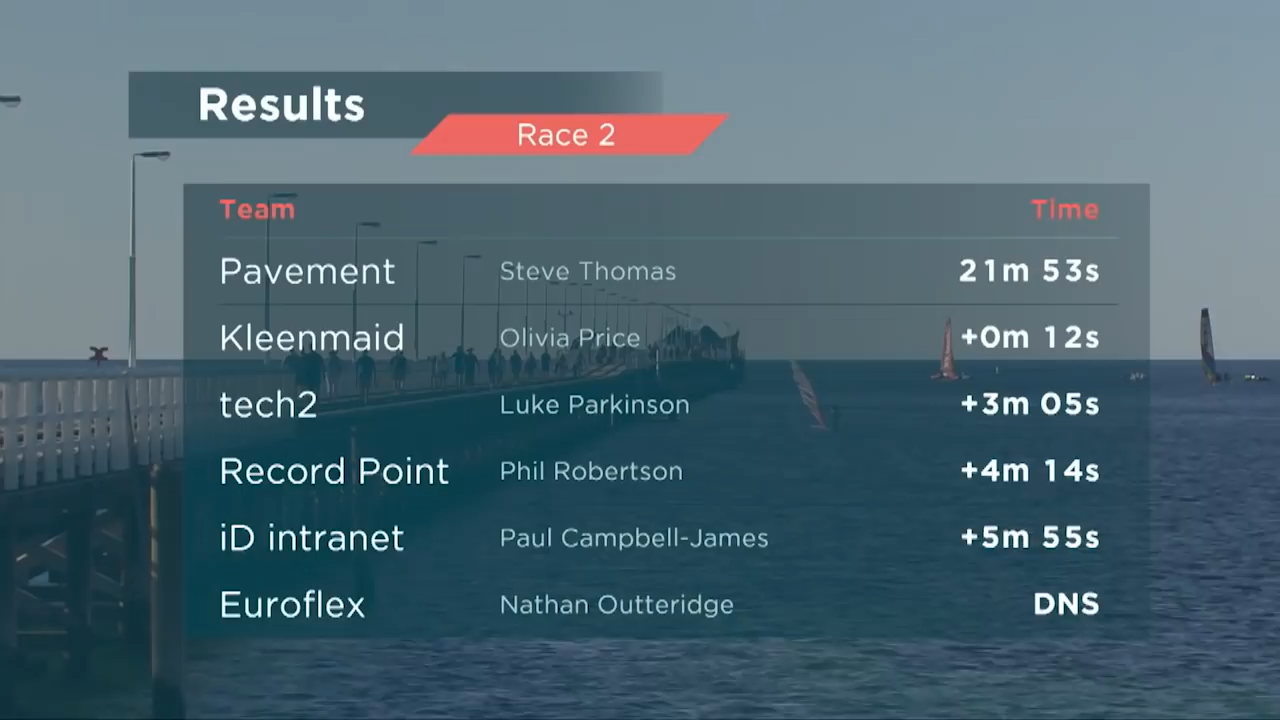 Results
Race 2
Team Time
Pavement Steve Thomas 21m 53s
Kleenmaid Olivia Price +0m 12s
tech2 Luke Parkinson +3m 05s
Record Point Phil Robertson +4m 14s
iD intranet Paul Campbell-James +5m 55s
Euroflex Nathan Outteridge DNS